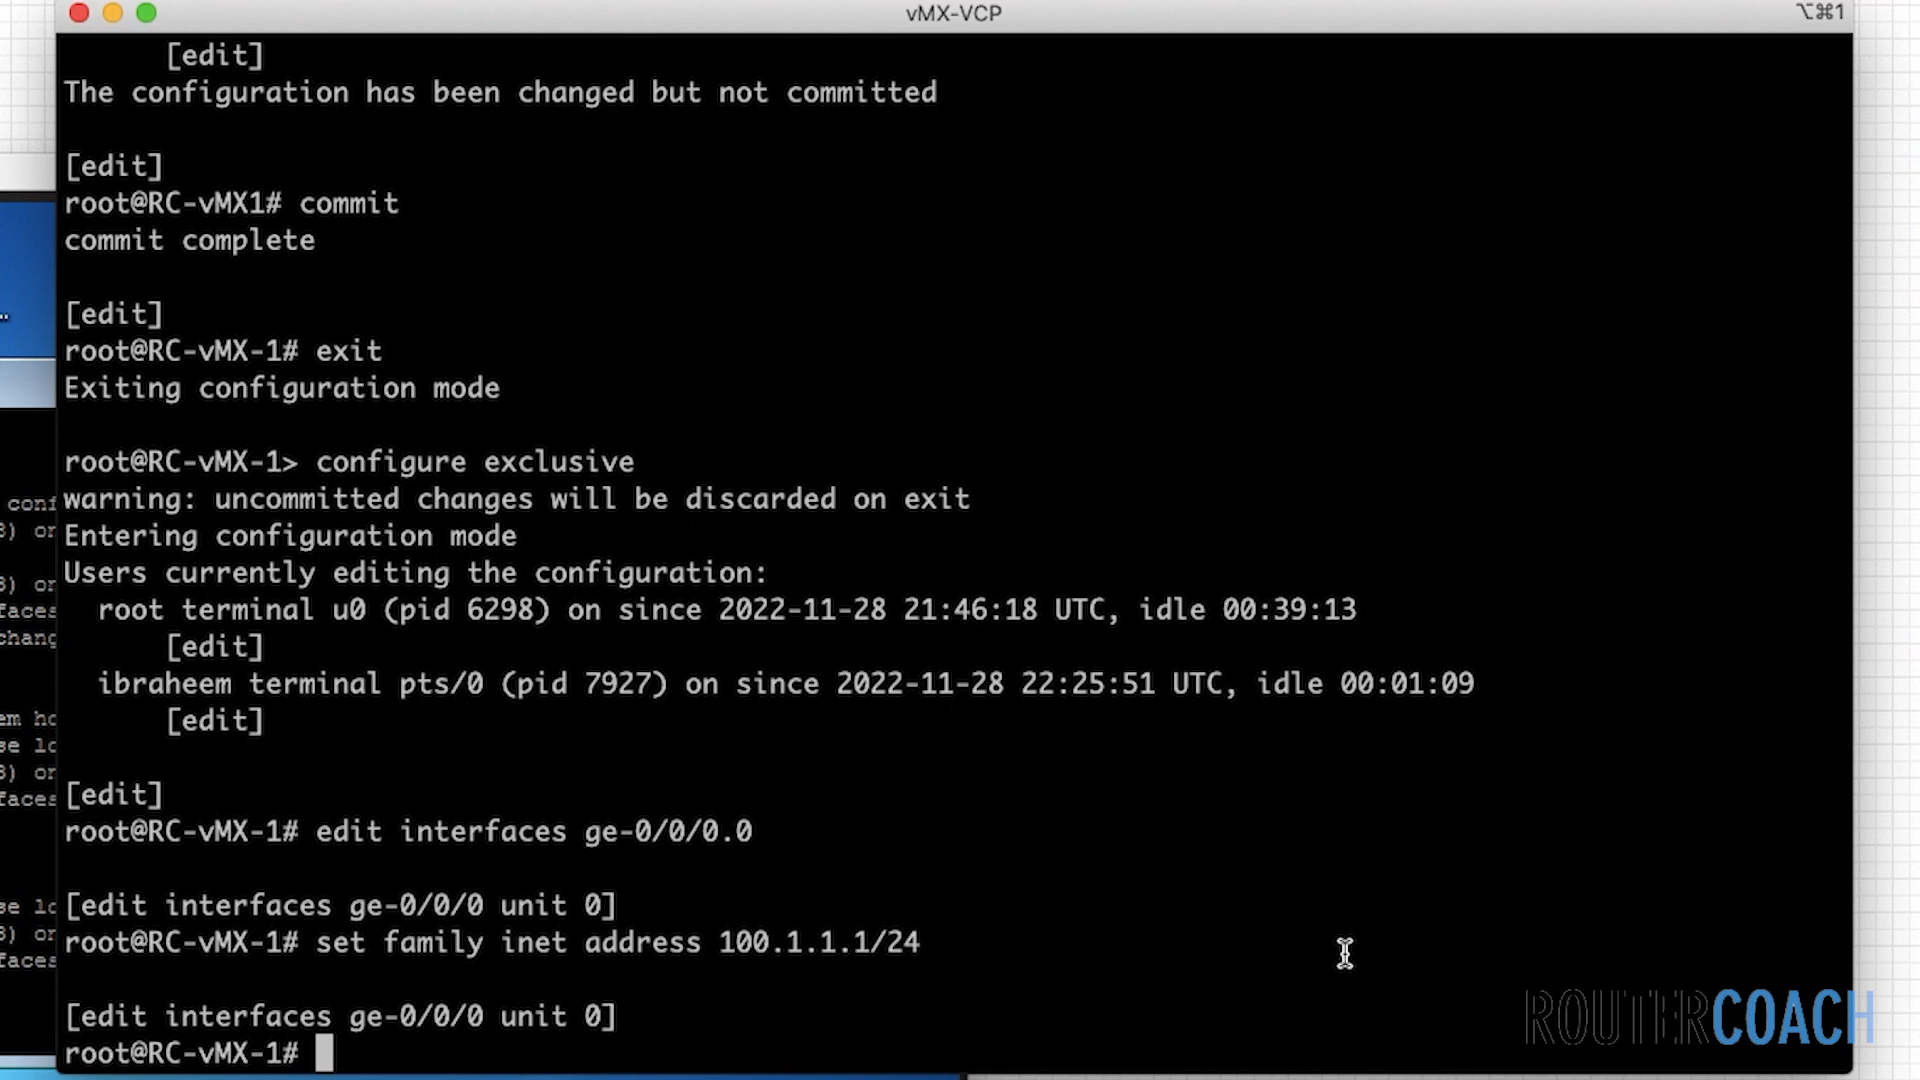 vMX-VCP
⌥⌘1
[edit]
The configuration has been changed but not committed
[edit]
root@RC-vMX1# commit
commit complete
[edit]
root@RC-vMX-1# exit
Exiting configuration mode
root@RC-vMX-1> configure exclusive
warning: uncommitted changes will be discarded on exit
Entering configuration mode
Users currently editing the configuration:
root terminal u0 (pid 6298) on since 2022-11-28 21:46:18 UTC, idle 00:39:13
[edit]
ibraheem terminal pts/0 (pid 7927) on since 2022-11-28 22:25:51 UTC, idle 00:01:09
[edit]
[edit]
root@RC-vMX-1# edit interfaces ge-0/0/0.0
[edit interfaces ge-0/0/0 unit 0]
root@RC-vMX-1# set family inet address 100.1.1.1/24
[edit interfaces ge-0/0/0 unit 0]
root@RC-vMX-1#
ROUTERCOACH